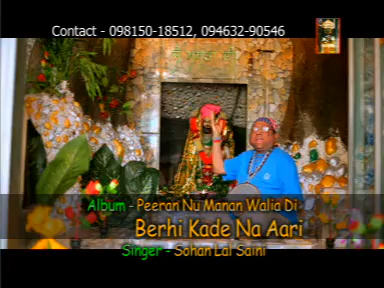 Contact - 098150-18512, 094632-90546
Album - Peeran Nu Manan Walia Di
Berhi Kade Na Aari
Singer - Sohan Lal Saini